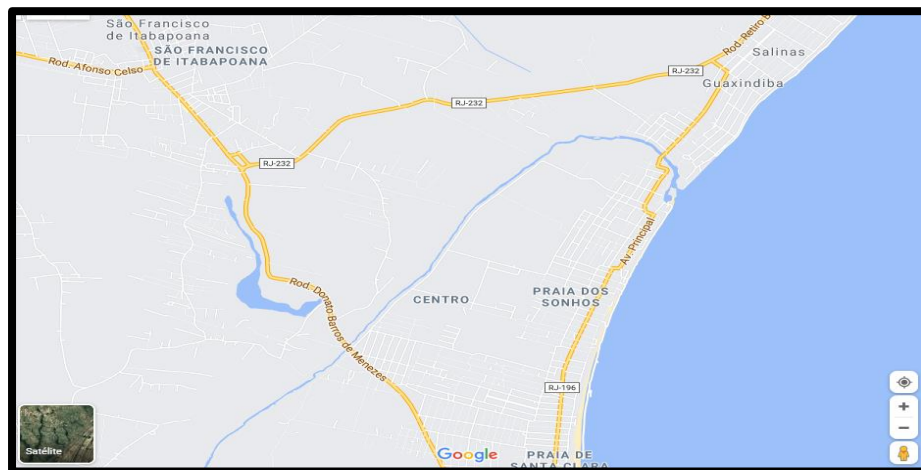 São Francisco
de Itabapoana
SÃO FRANCISCO
DE ITABAPOANA
Rod. Afonso Celso
Rod. Retiro
Salinas
RJ-232
Guaxindiba
RJ-232
RJ-232
Av. Principal
Rod. Donato Barros de Menezes
CENTRO
PRAIA DOS
SONHOS
RJ-196
Satélite
Google
PRAIA DE
SANTA CLARA